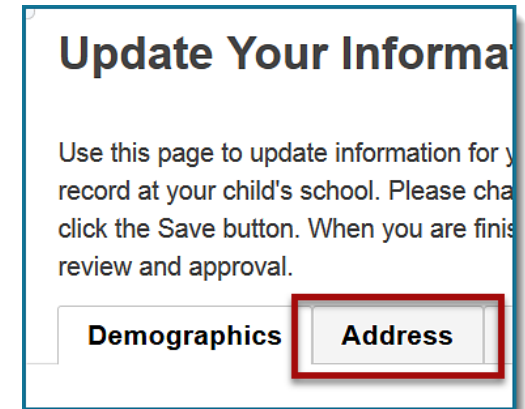 Update Your Informa
Use this page to update information for y
record at your child's school. Please cha
click the Save button. When you are finis
review and approval.
Demographics Address